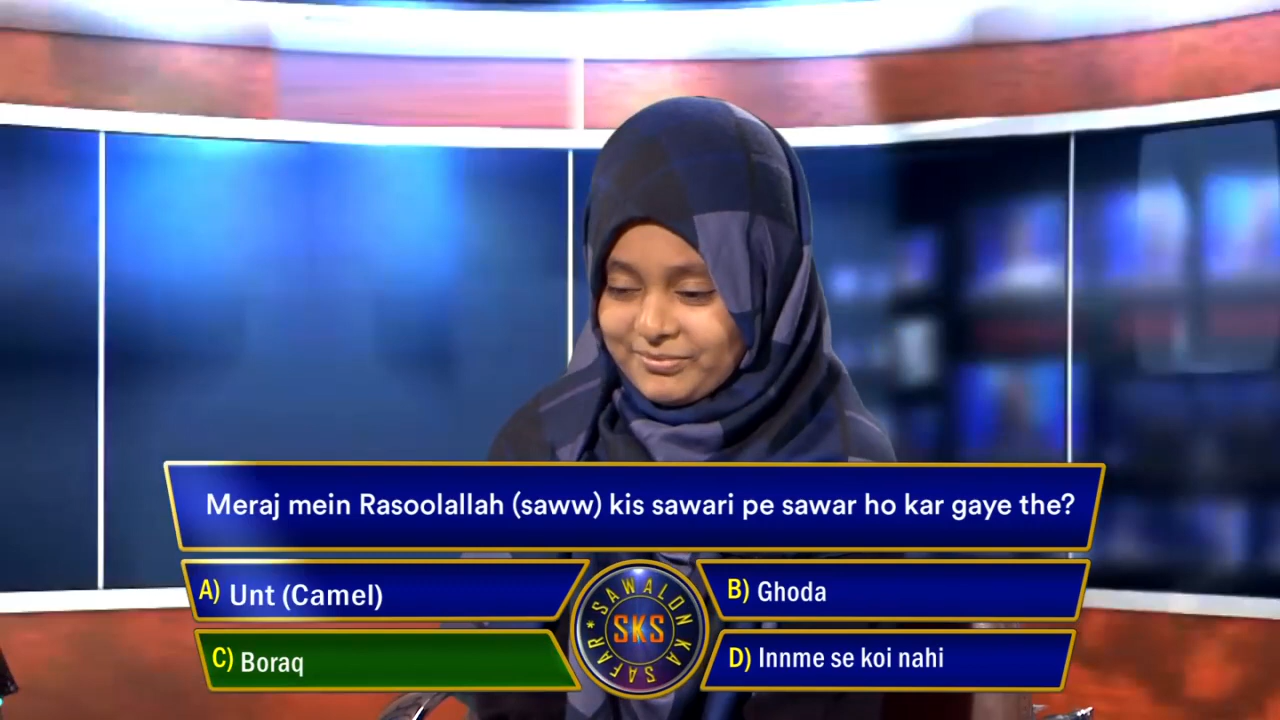 Meraj mein Rasoolallah (saww) kis sawari pe sawar ho kar gaye the?
A) Unt (Camel)
B) Ghoda
C) Boraq
D) Innme se koi nahi
SAWALON KA SAFAR *
SKS